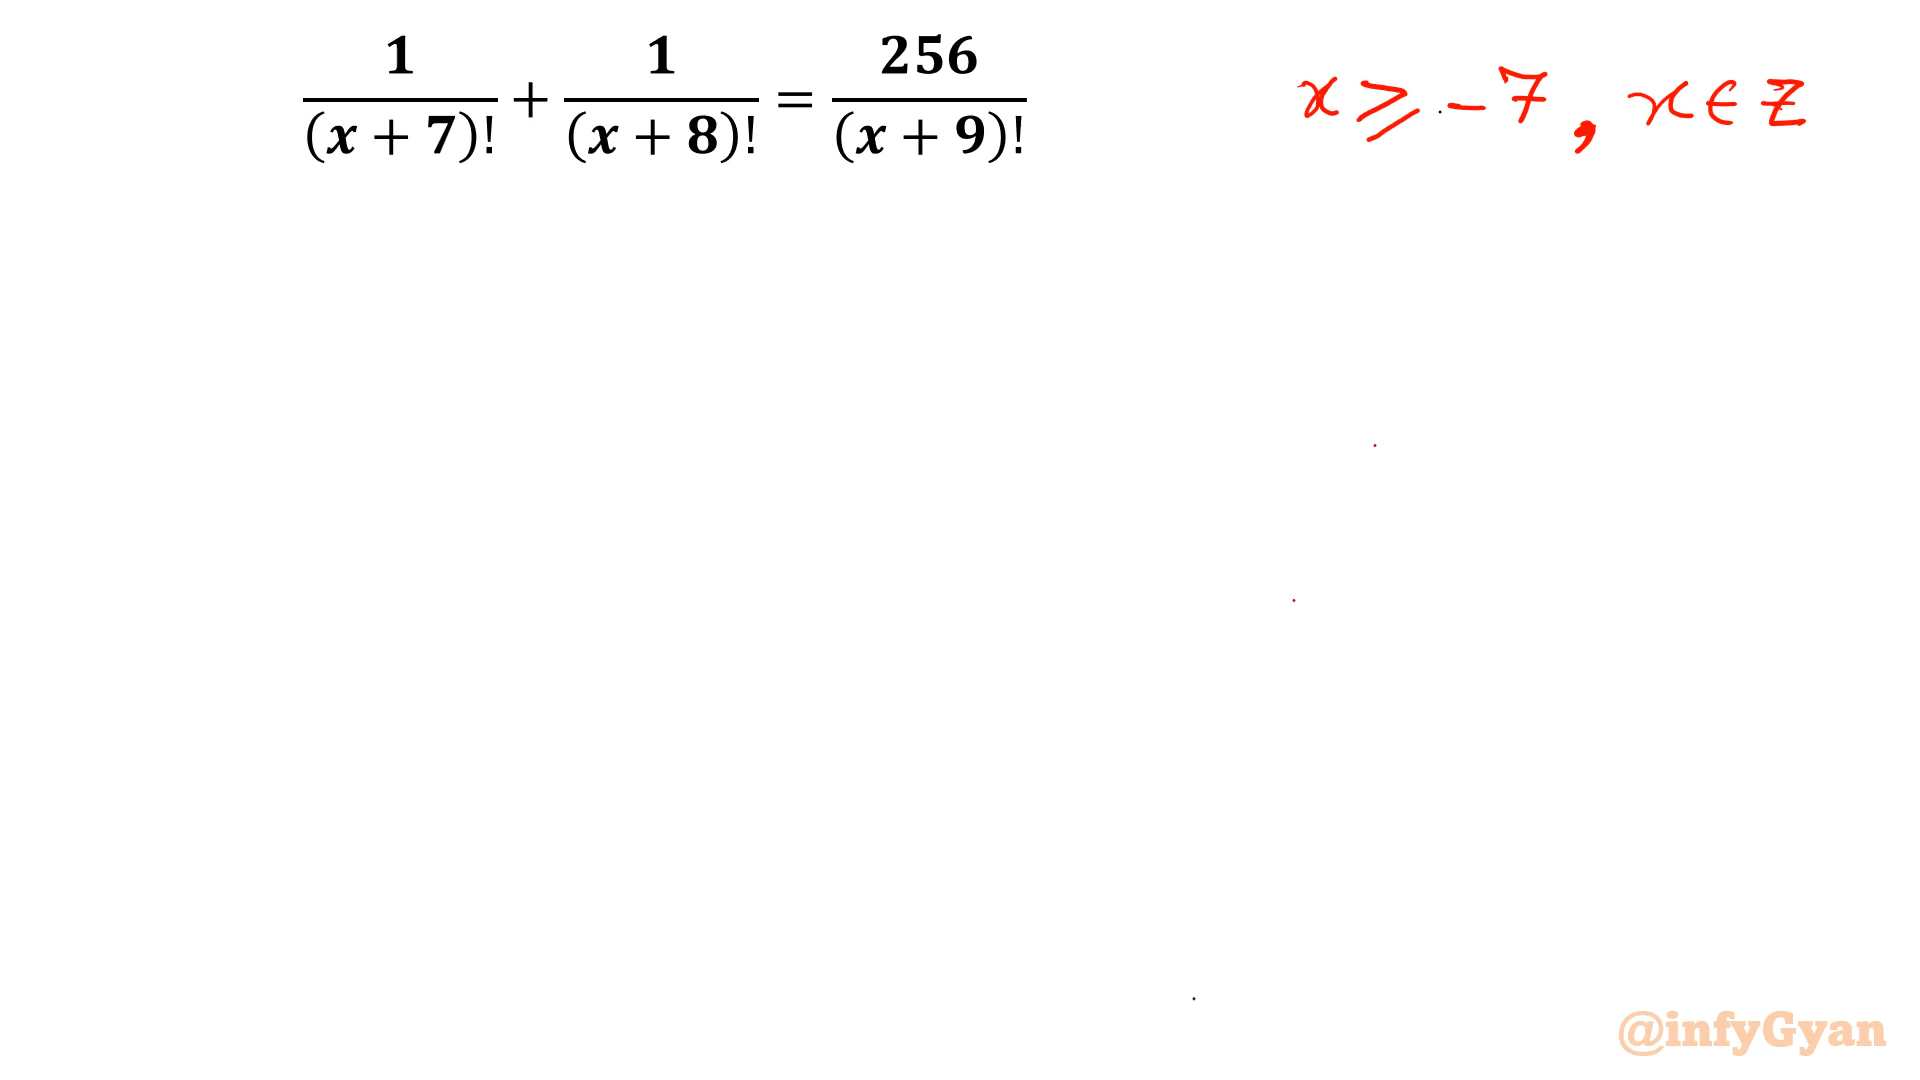 1/(x + 7)! + 1/(x + 8)! = 256/(x + 9)!
x ⩾ -7, x ∈ Z
@infyGyan